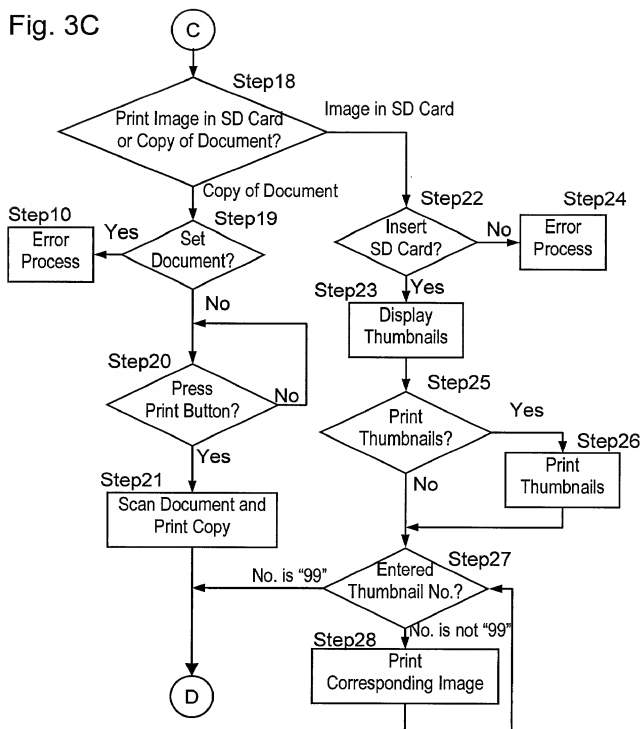 Fig. 3C
C
Step18
Print Image in SD Card
or Copy of Document?
Image in SD Card
Copy of Document
Step10
Error
Process
Yes
Step19
Set
Document?
No
Step20
Press
Print Button?
No
Yes
Step21
Scan Document and
Print Copy
Step22
Insert
SD Card?
No
Step24
Error
Process
Yes
Step23
Display
Thumbnails
Step25
Print
Thumbnails?
Yes
Step26
Print
Thumbnails
No
Step27
Entered
Thumbnail No.?
No. is "99"
No. is not "99"
Step28
Print
Corresponding Image
D